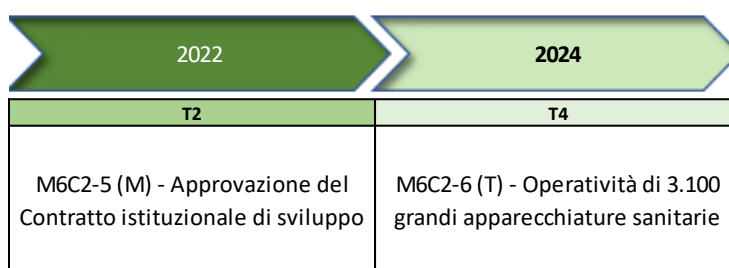 2022
2024
T2
T4
M6C2-5 (M) - Approvazione del
Contratto istituzionale di sviluppo
M6C2-6 (T) - Operatività di 3.100
grandi apparecchiature sanitarie